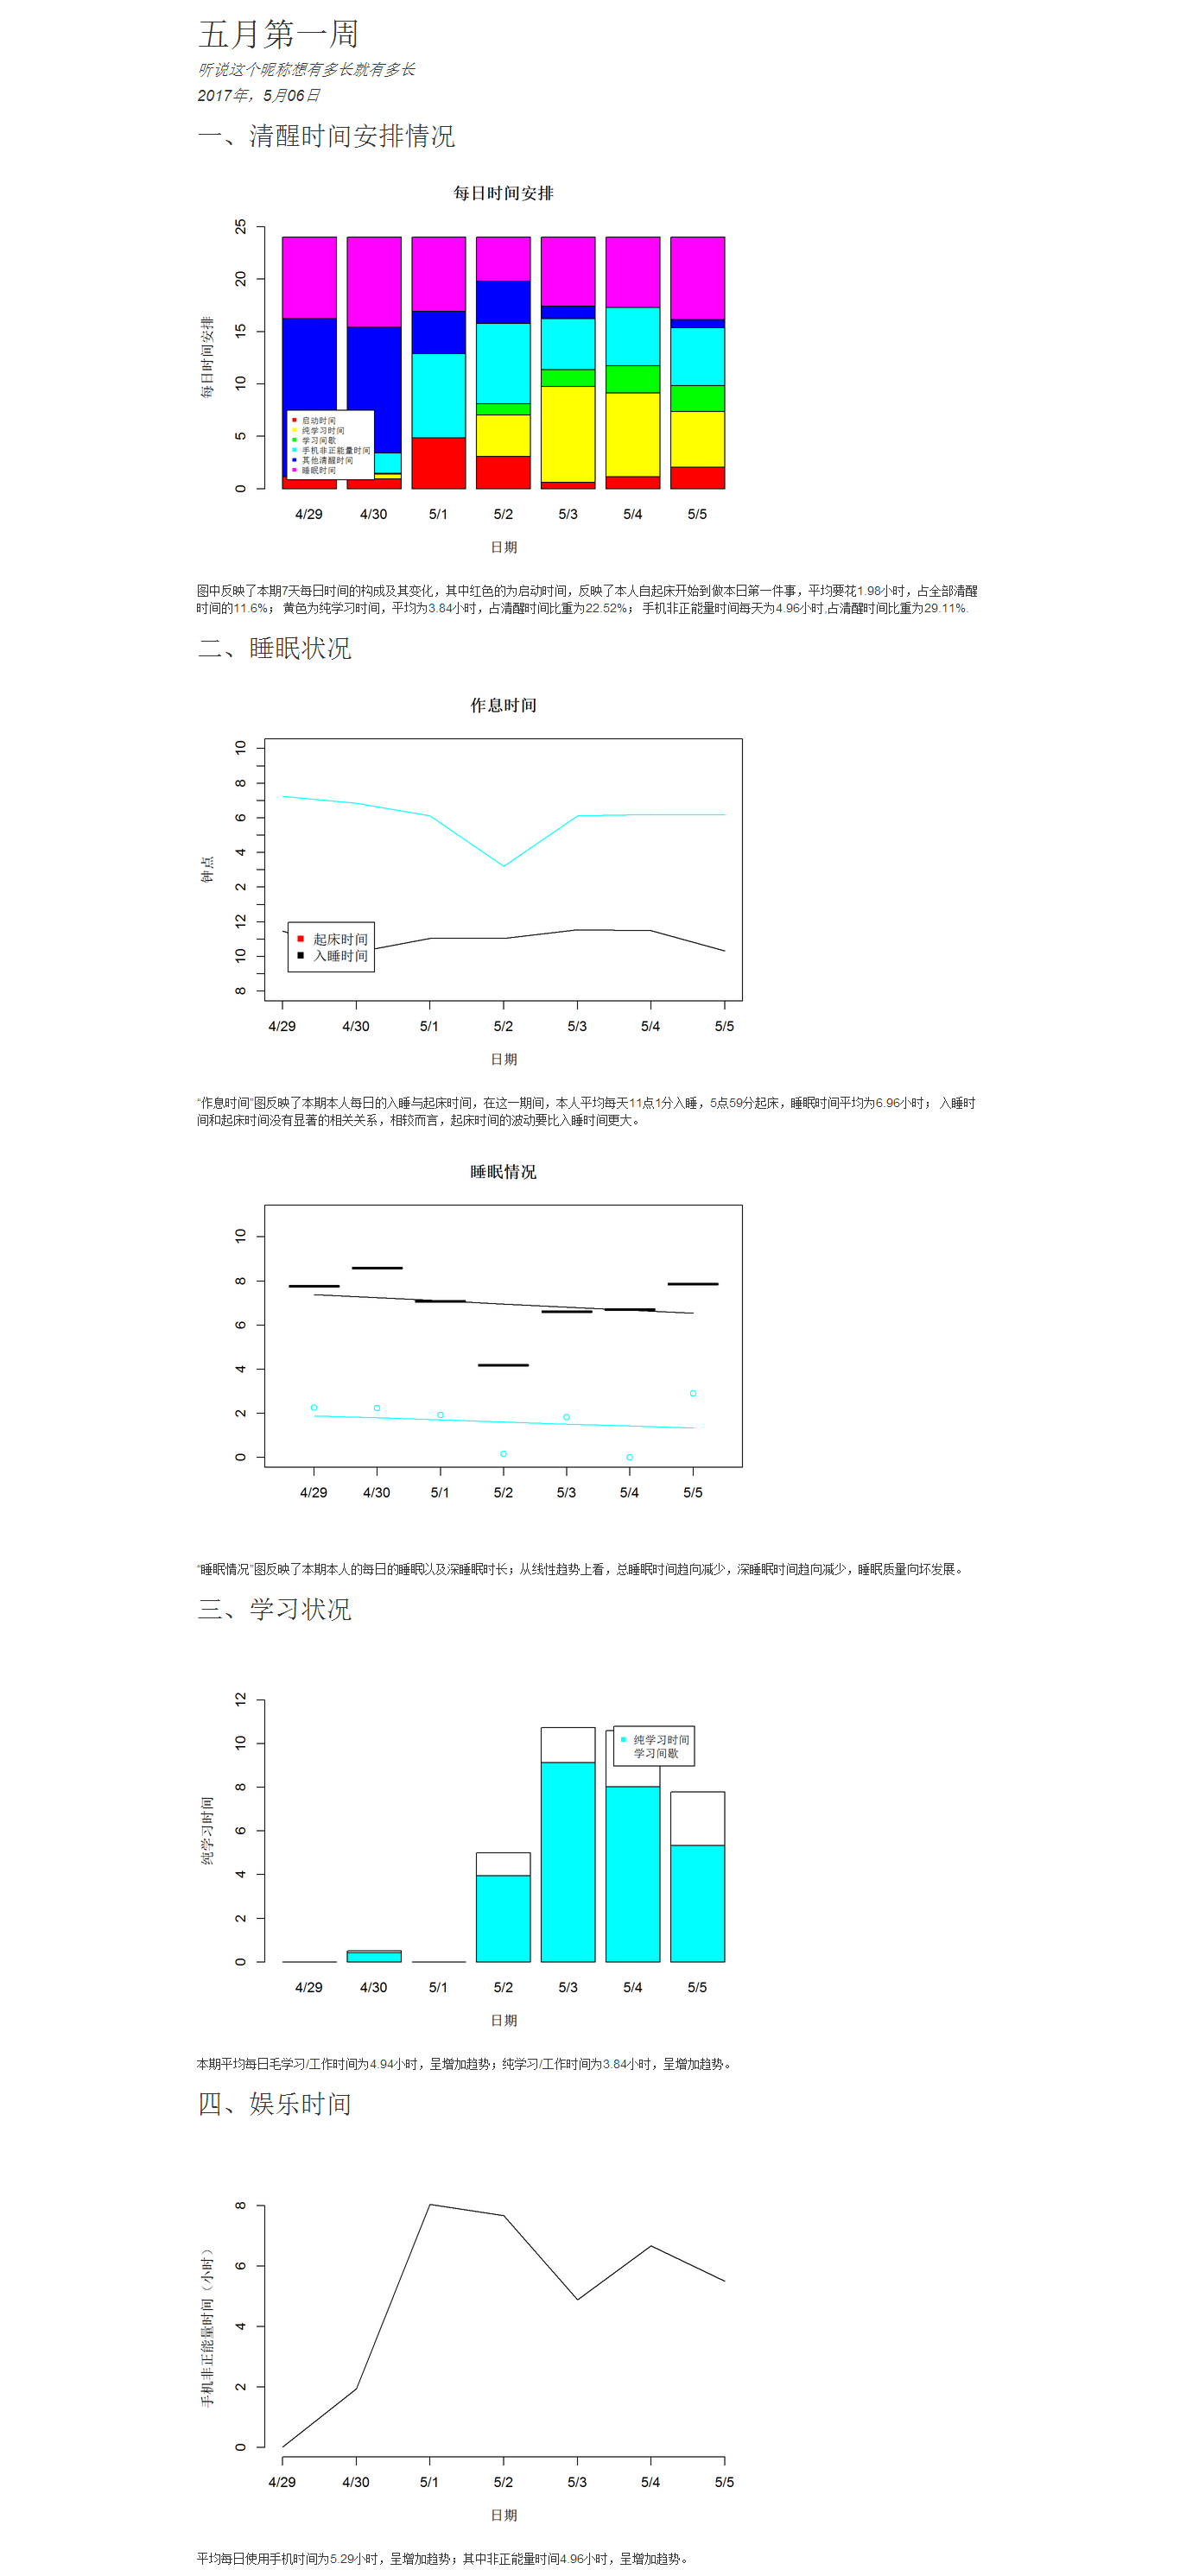 五月第一周
听说这个昵称想有多长就有多长
2017年，5月06日
一、清醒时间安排情况
每日时间安排
每日时间安排
25
20
15
10
5
0
启动时间
纯学习时间
学习间歇
手机非正能量时间
其他清醒时间
睡眠时间
4/29 4/30 5/1 5/2 5/3 5/4 5/5
日期
图中反映了本期7天每日时间的构成及其变化，其中红色的为启动时间，反映了本人自起床开始到做本日第一件事，平均要花1.98小时，占全部清醒
时间的11.6%； 黄色为纯学习时间，平均为3.84小时，占清醒时间比重为22.52%； 手机非正能量时间每天为4.96小时,占清醒时间比重为29.11%.
二、睡眠状况
作息时间
钟点
10
8
6
4
2
12
10
8
起床时间
入睡时间
4/29 4/30 5/1 5/2 5/3 5/4 5/5
日期
“作息时间”图反映了本期本人每日的入睡与起床时间，在这一期间，本人平均每天11点1分入睡，5点59分起床，睡眠时间平均为6.96小时； 入睡时
间和起床时间没有显著的相关关系，相较而言，起床时间的波动要比入睡时间更大。
睡眠情况
10
8
6
4
2
0
4/29 4/30 5/1 5/2 5/3 5/4 5/5
“睡眠情况”图反映了本期本人的每日的睡眠以及深睡眠时长；从线性趋势上看，总睡眠时间趋向减少，深睡眠时间趋向减少，睡眠质量向坏发展。
三、学习状况
纯学习时间
12
10
8
6
4
2
0
纯学习时间
学习间歇
4/29 4/30 5/1 5/2 5/3 5/4 5/5
日期
本期平均每日毛学习/工作时间为4.94小时，呈增加趋势；纯学习/工作时间为3.84小时，呈增加趋势。
四、娱乐时间
手机非正能量时间（小时）
8
6
4
2
0
4/29 4/30 5/1 5/2 5/3 5/4 5/5
日期
平均每日使用手机时间为5.29小时，呈增加趋势；其中非正能量时间4.96小时，呈增加趋势。